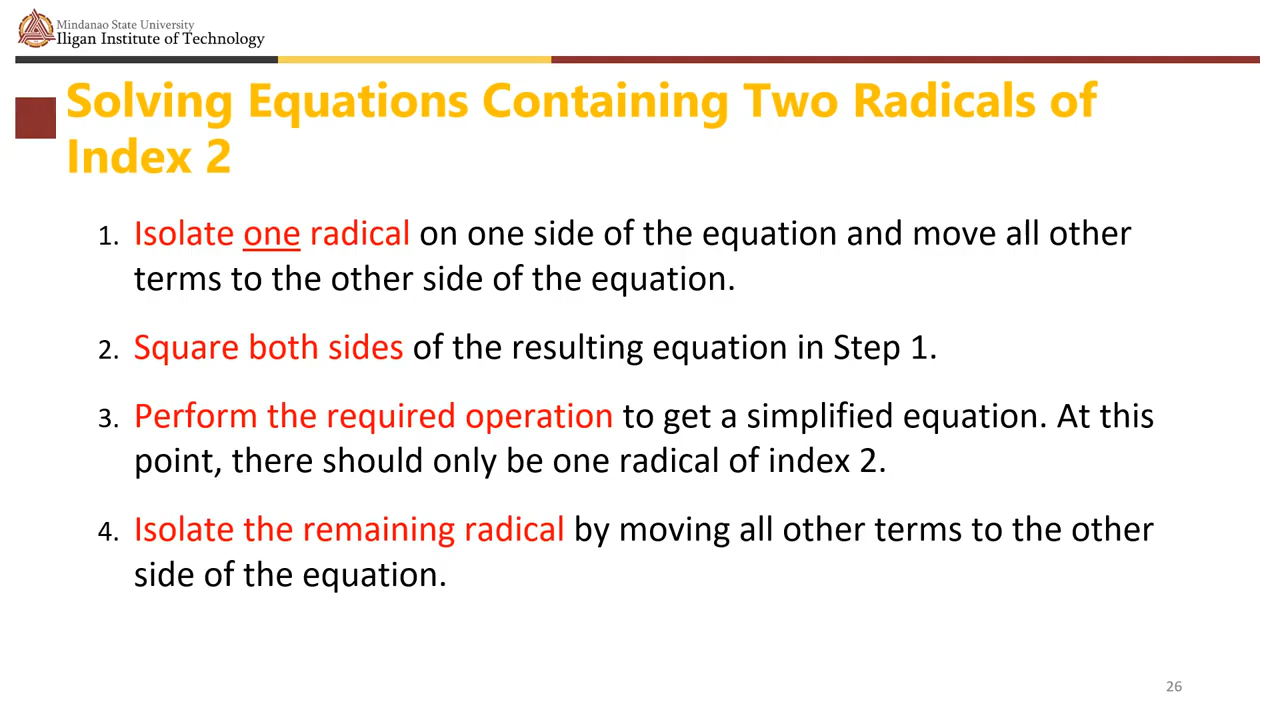 Mindanao State University
Iligan Institute of Technology
Solving Equations Containing Two Radicals of
Index 2
1. Isolate one radical on one side of the equation and move all other
terms to the other side of the equation.
2. Square both sides of the resulting equation in Step 1.
3. Perform the required operation to get a simplified equation. At this
point, there should only be one radical of index 2.
4. Isolate the remaining radical by moving all other terms to the other
side of the equation.
26